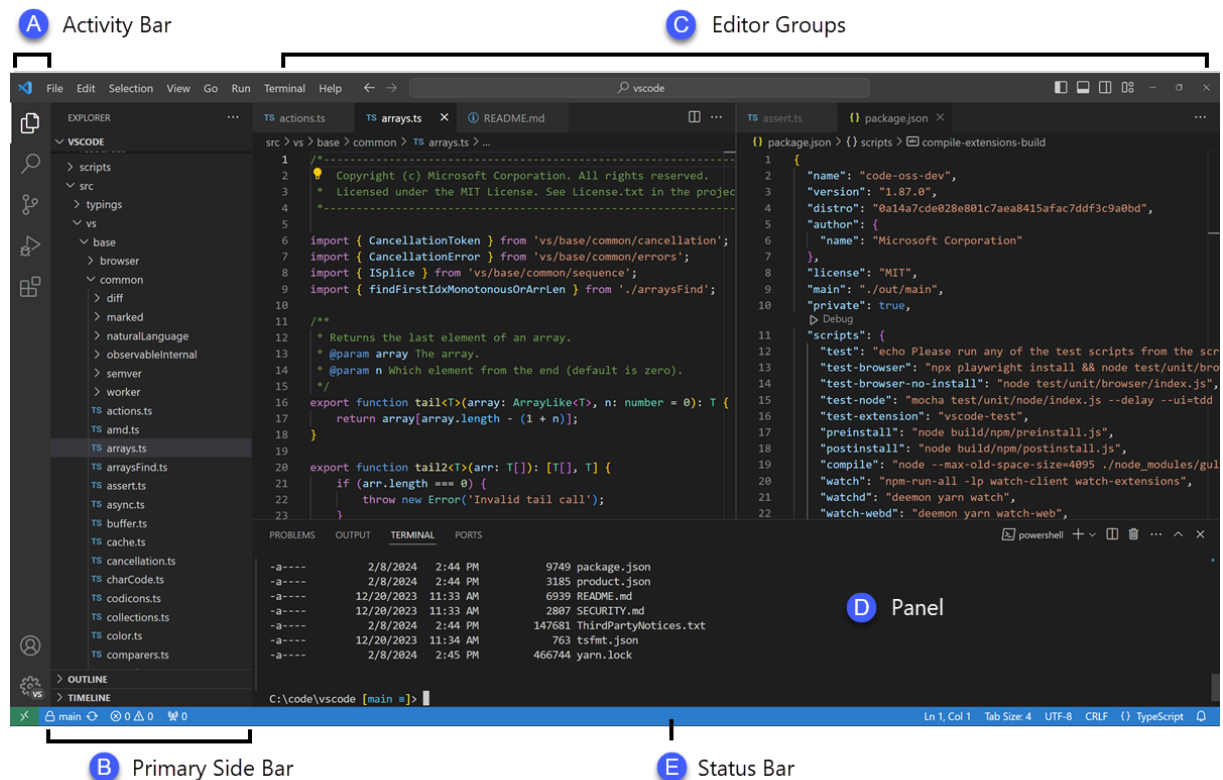 A Activity Bar
C Editor Groups
File Edit Selection View Go Run Terminal Help ← → vscode
EXPLORER ...
VSCODE
> scripts
src
> typings
vs
base
> browser
common
> diff
> marked
> naturalLanguage
> observableInternal
> semver
> worker
TS actions.ts
TS amd.ts
TS arrays.ts
TS arraysFind.ts
TS assert.ts
TS async.ts
TS buffer.ts
TS cache.ts
TS cancellation.ts
TS charCode.ts
TS codicons.ts
TS collections.ts
TS color.ts
TS comparers.ts
> OUTLINE
> TIMELINE
VS
TS actions.ts TS arrays.ts × README.md ...
src > vs > base > common > TS arrays.ts > ...
1 /*----------------------------------------------------------------
2 Copyright (c) Microsoft Corporation. All rights reserved.
3 * Licensed under the MIT License. See License.txt in the projec
4 *----------------------------------------------------------------
5
6 import { CancellationToken } from 'vs/base/common/cancellation';
7 import { CancellationError } from 'vs/base/common/errors';
8 import { ISplice } from 'vs/base/common/sequence';
9 import { findFirstIdxMonotonousOrArrLen } from './arraysFind';
10
11 /**
12 * Returns the last element of an array.
13 * @param array The array.
14 * @param n Which element from the end (default is zero).
15 */
16 export function tail<T>(array: ArrayLike<T>, n: number = 0): T {
17 return array[array.length - (1 + n)];
18 }
19
20 export function tail2<T>(arr: T[]): [T[], T] {
21 if (arr.length === 0) {
22 throw new Error('Invalid tail call');
23 }
TS assert.ts {} package.json × ...
{} package.json > {} scripts > compile-extensions-build
1 {
2 "name": "code-oss-dev",
3 "version": "1.87.0",
4 "distro": "0a14a7cde028e801c7aea8415afac7ddf3c9a0bd",
5 "author": {
6 "name": "Microsoft Corporation"
7 },
8 "license": "MIT",
9 "main": "./out/main",
10 "private": true,
Debug
11 "scripts": {
12 "test": "echo Please run any of the test scripts from the scr
13 "test-browser": "npx playwright install && node test/unit/bro
14 "test-browser-no-install": "node test/unit/browser/index.js",
15 "test-node": "mocha test/unit/node/index.js --delay --ui=tdd
16 "test-extension": "vscode-test",
17 "preinstall": "node build/npm/preinstall.js",
18 "postinstall": "node build/npm/postinstall.js",
19 "compile": "node --max-old-space-size=4095 ./node_modules/gul
20 "watch": "npm-run-all -lp watch-client watch-extensions",
21 "watchd": "deemon yarn watch",
22 "watch-webd": "deemon yarn watch-web",
PROBLEMS OUTPUT TERMINAL PORTS powershell + ... ×
-a---- 2/8/2024 2:44 PM 9749 package.json
-a---- 2/8/2024 2:44 PM 3185 product.json
-a---- 12/20/2023 11:33 AM 6939 README.md
-a---- 12/20/2023 11:33 AM 2807 SECURITY.md
-a---- 2/8/2024 2:44 PM 147681 ThirdPartyNotices.txt
-a---- 12/20/2023 11:34 AM 763 tsfmt.json
-a---- 2/8/2024 2:45 PM 466744 yarn.lock
D Panel
C:\code\vscode [main ≡]>
main 0 0 0 Ln 1, Col 1 Tab Size: 4 UTF-8 CRLF {} TypeScript
B Primary Side Bar
E Status Bar